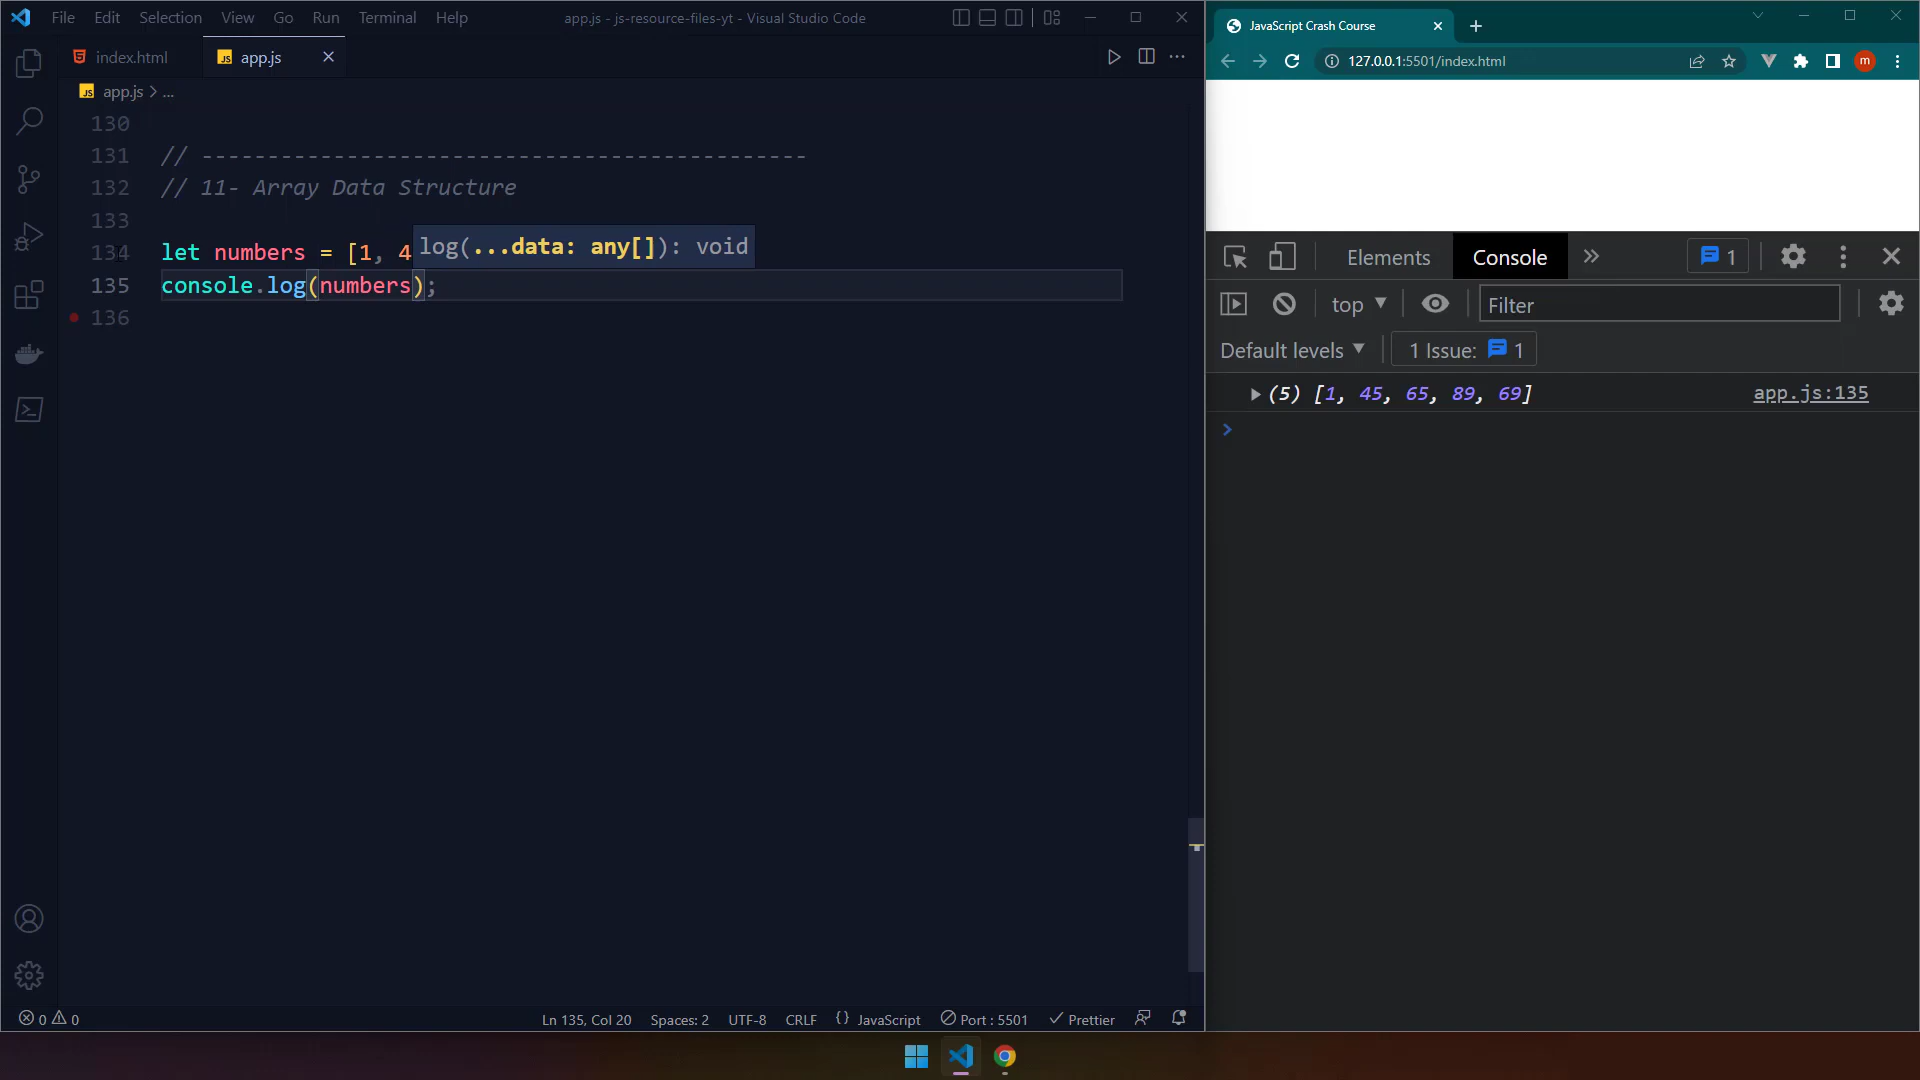 File Edit Selection View Go Run Terminal Help
app.js - js-resource-files-yt - Visual Studio Code
index.html
JS app.js
JS app.js > ...
130
131 // ----------------------------------------------
132 // 11- Array Data Structure
133
134 let numbers = [1, 4
log(...data: any[]): void
135 console.log(numbers);
136
0 0
Ln 135, Col 20 Spaces: 2 UTF-8 CRLF {} JavaScript Port : 5501 Prettier
JavaScript Crash Course
127.0.0.1:5501/index.html
m
Elements Console » 1
top Filter
Default levels 1 Issue: 1
(5) [1, 45, 65, 89, 69] app.js:135
>